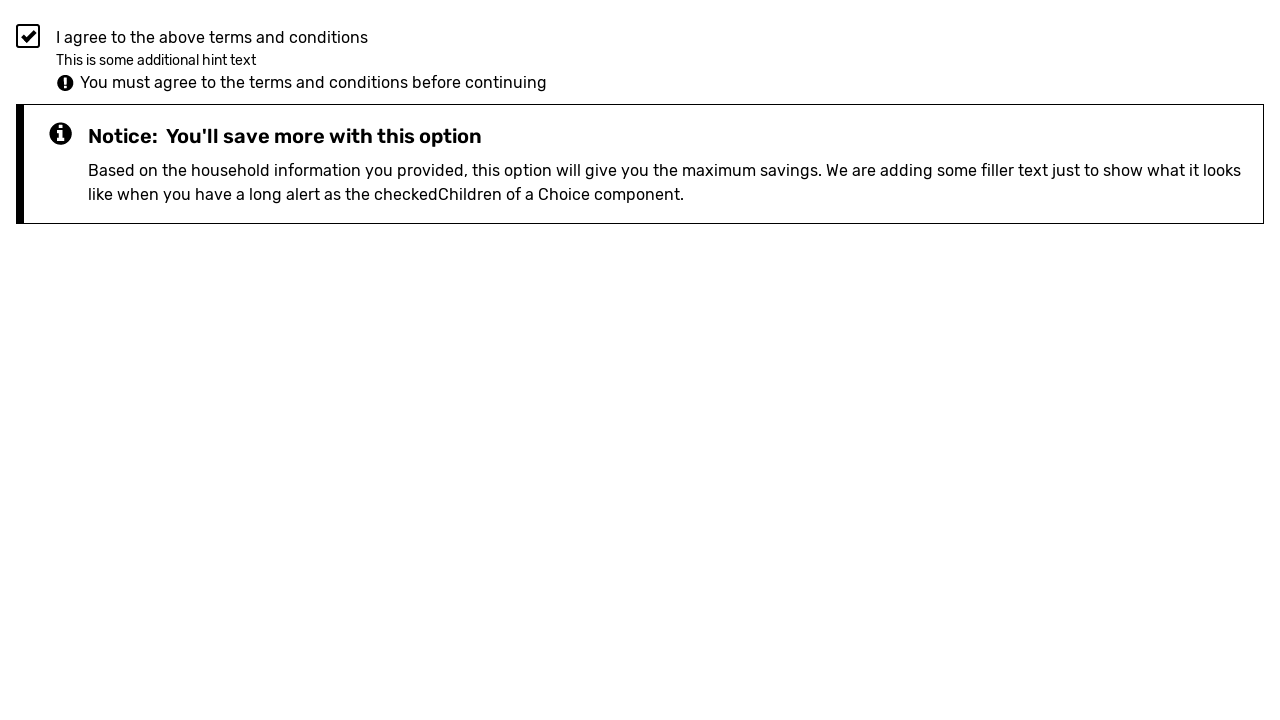 I agree to the above terms and conditions
This is some additional hint text
You must agree to the terms and conditions before continuing
Notice: You'll save more with this option
Based on the household information you provided, this option will give you the maximum savings. We are adding some filler text just to show what it looks
like when you have a long alert as the checkedChildren of a Choice component.